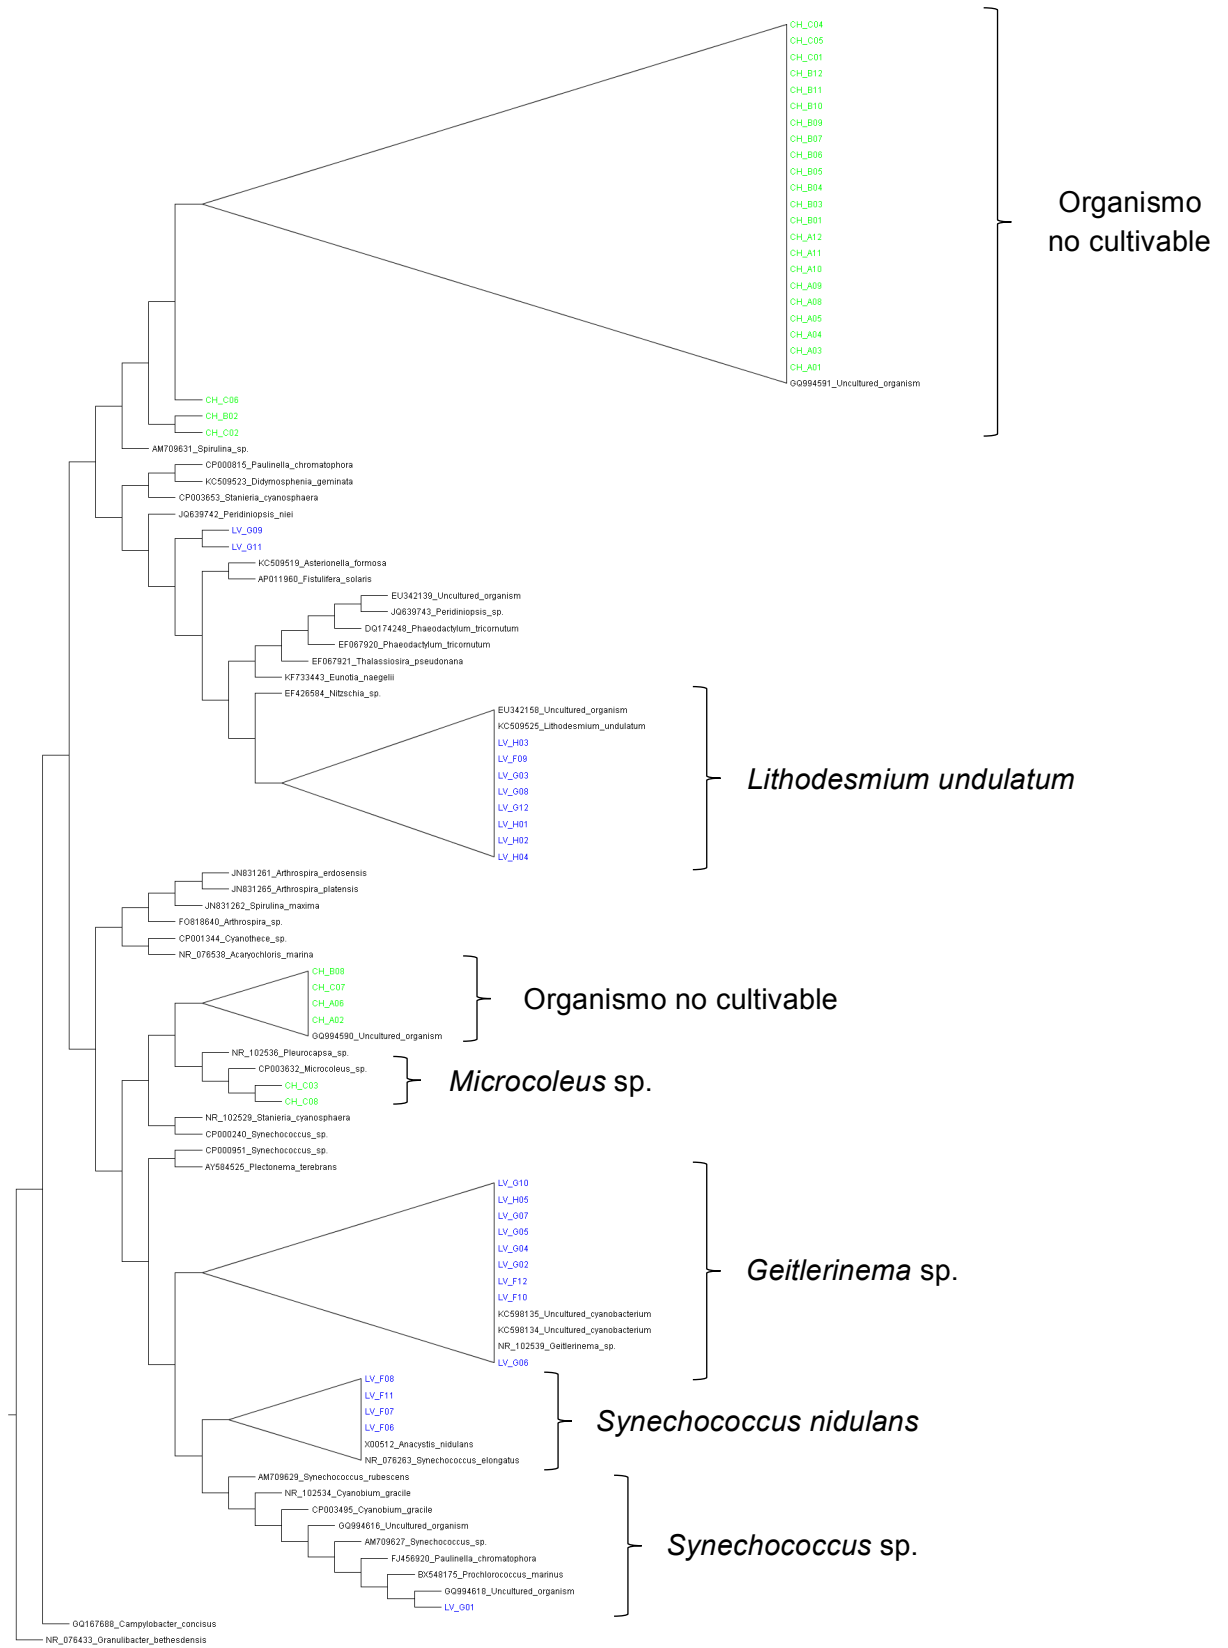 CH_C04
CH_C05
CH_C01
CH_B12
CH_B11
CH_B10
CH_B09
CH_B07
CH_B06
CH_B05
CH_B04
CH_B03
CH_B01
CH_A12
CH_A11
CH_A10
CH_A09
CH_A08
CH_A05
CH_A04
CH_A03
CH_A01
GQ994591_Uncultured_organism
Organismo
no cultivable
CH_C06
CH_B02
CH_C02
AM709631_Spirulina_sp.
CP000815_Paulinella_chromatophora
KC509523_Didymosphenia_geminata
CP003653_Stanieria_cyanosphaera
JQ639742_Peridiniopsis_niei
LV_G09
LV_G11
KC509519_Asterionella_formosa
AP011960_Fistulifera_solaris
EU342139_Uncultured_organism
JQ639743_Peridiniopsis_sp.
DQ174248_Phaeodactylum_tricornutum
EF067920_Phaeodactylum_tricornutum
EF067921_Thalassiosira_pseudonana
KF733443_Eunotia_naegelii
EF426584_Nitzschia_sp.
EU342158_Uncultured_organism
KC509525_Lithodesmium_undulatum
LV_H03
LV_F09
LV_G03
LV_G08
LV_G12
LV_H01
LV_H02
LV_H04
Lithodesmium undulatum
JN831261_Arthrospira_erdosensis
JN831265_Arthrospira_platensis
JN831262_Spirulina_maxima
FO818640_Arthrospira_sp.
CP001344_Cyanothece_sp.
NR_076538_Acaryochloris_marina
CH_B08
CH_C07
CH_A06
CH_A02
GQ994590_Uncultured_organism
Organismo no cultivable
NR_102536_Pleurocapsa_sp.
CP003632_Microcoleus_sp.
CH_C03
CH_C08
Microcoleus sp.
NR_102529_Stanieria_cyanosphaera
CP000240_Synechococcus_sp.
CP000951_Synechococcus_sp.
AY584525_Plectonema_terebrans
LV_G10
LV_H05
LV_G07
LV_G05
LV_G04
LV_G02
LV_F12
LV_F10
KC598135_Uncultured_cyanobacterium
KC598134_Uncultured_cyanobacterium
NR_102539_Geitlerinema_sp.
LV_G06
Geitlerinema sp.
LV_F08
LV_F11
LV_F07
LV_F06
X00512_Anacystis_nidulans
NR_076263_Synechococcus_elongatus
Synechococcus nidulans
AM709629_Synechococcus_rubescens
NR_102534_Cyanobium_gracile
CP003495_Cyanobium_gracile
GQ994616_Uncultured_organism
AM709627_Synechococcus_sp.
FJ456920_Paulinella_chromatophora
BX548175_Prochlorococcus_marinus
GQ994618_Uncultured_organism
LV_G01
Synechococcus sp.
GQ167688_Campylobacter_concisus
NR_076433_Granulibacter_bethesdensis